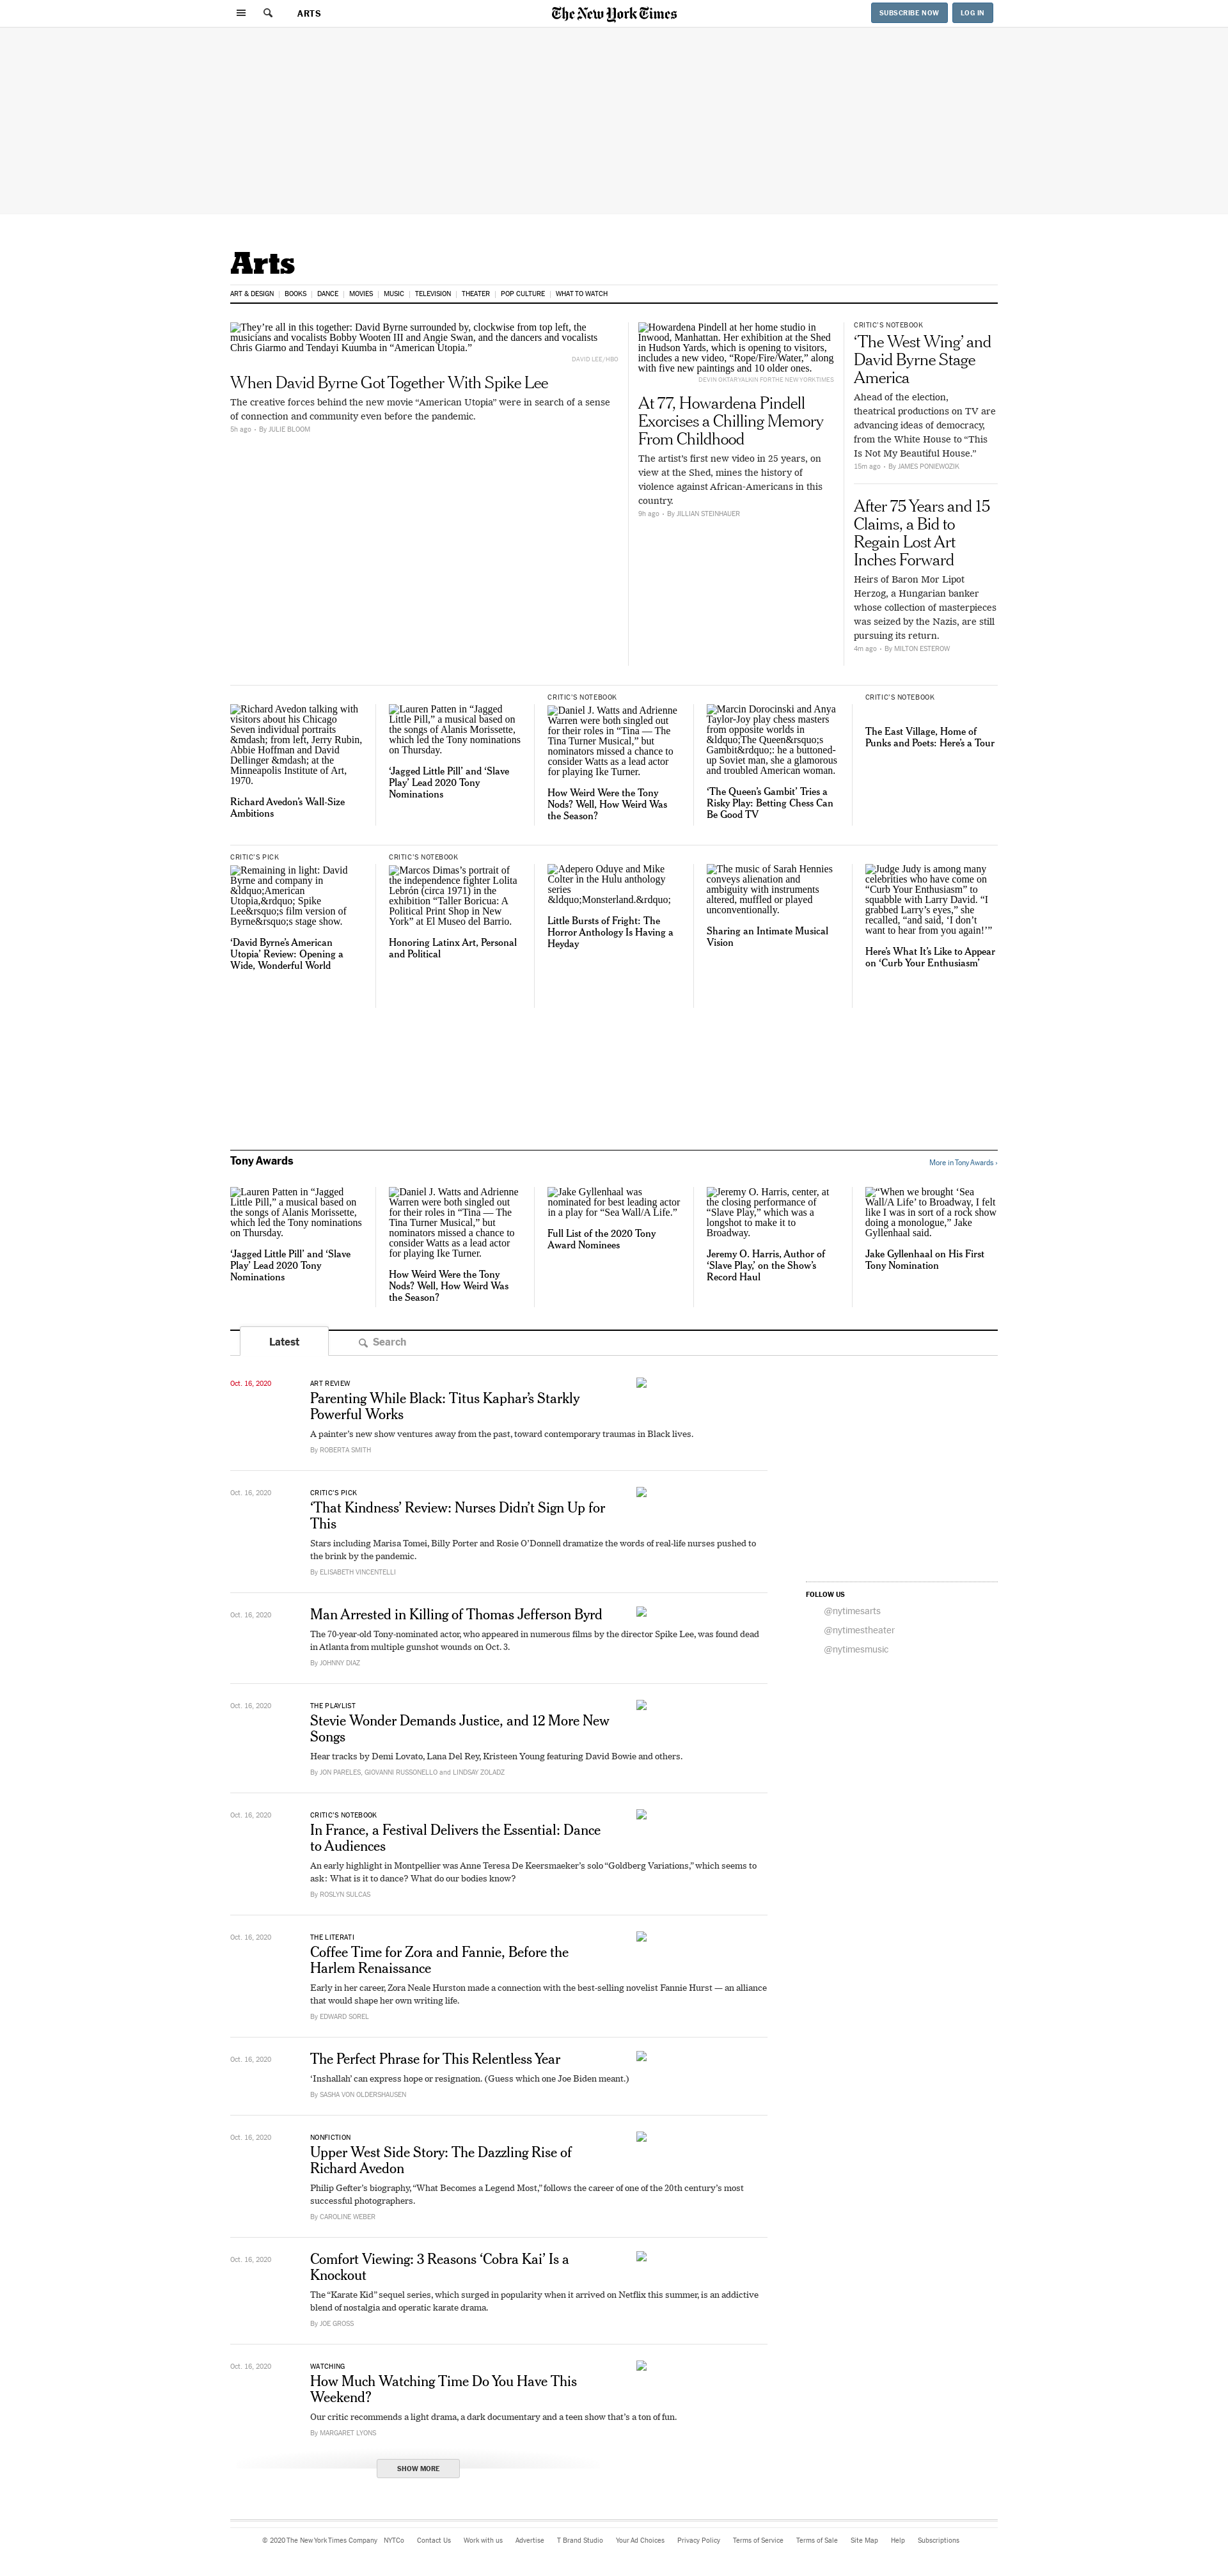 ARTS
The New York Times
SUBSCRIBE NOW
LOG IN
Arts
ART & DESIGN
BOOKS
DANCE
MOVIES
MUSIC
TELEVISION
THEATER
POP CULTURE
WHAT TO WATCH
They’re all in this together: David Byrne surrounded by, clockwise from top left, the
musicians and vocalists Bobby Wooten III and Angie Swan, and the dancers and vocalists
Chris Giarmo and Tendayi Kuumba in “American Utopia.”
DAVID LEE/HBO
When David Byrne Got Together With Spike Lee
The creative forces behind the new movie “American Utopia” were in search of a sense
of connection and community even before the pandemic.
5h ago • By JULIE BLOOM
Howardena Pindell at her home studio in
Inwood, Manhattan. Her exhibition at the Shed
in Hudson Yards, which is opening to visitors,
includes a new video, “Rope/Fire/Water,” along
with five new paintings and 10 older ones.
DEVIN OKTAR YALKIN FOR THE NEW YORK TIMES
At 77, Howardena Pindell
Exorcises a Chilling Memory
From Childhood
The artist’s first new video in 25 years, on
view at the Shed, mines the history of
violence against African-Americans in this
country.
9h ago • By JILLIAN STEINHAUER
CRITIC’S NOTEBOOK
‘The West Wing’ and
David Byrne Stage
America
Ahead of the election,
theatrical productions on TV are
advancing ideas of democracy,
from the White House to “This
Is Not My Beautiful House.”
15m ago • By JAMES PONIEWOZIK
After 75 Years and 15
Claims, a Bid to
Regain Lost Art
Inches Forward
Heirs of Baron Mor Lipot
Herzog, a Hungarian banker
whose collection of masterpieces
was seized by the Nazis, are still
pursuing its return.
4m ago • By MILTON ESTEROW
Richard Avedon talking with
visitors about his Chicago
Seven individual portraits
&mdash; from left, Jerry Rubin,
Abbie Hoffman and David
Dellinger &mdash; at the
Minneapolis Institute of Art,
1970.
Richard Avedon’s Wall-Size
Ambitions
Lauren Patten in “Jagged
Little Pill,” a musical based on
the songs of Alanis Morissette,
which led the Tony nominations
on Thursday.
‘Jagged Little Pill’ and ‘Slave
Play’ Lead 2020 Tony
Nominations
CRITIC’S NOTEBOOK
Daniel J. Watts and Adrienne
Warren were both singled out
for their roles in “Tina — The
Tina Turner Musical,” but
nominators missed a chance to
consider Watts as a lead actor
for playing Ike Turner.
How Weird Were the Tony
Nods? Well, How Weird Was
the Season?
Marcin Dorocinski and Anya
Taylor-Joy play chess masters
from opposite worlds in
&ldquo;The Queen&rsquo;s
Gambit&rdquo;: he a buttoned-
up Soviet man, she a glamorous
and troubled American woman.
‘The Queen’s Gambit’ Tries a
Risky Play: Betting Chess Can
Be Good TV
CRITIC’S NOTEBOOK
The East Village, Home of
Punks and Poets: Here’s a Tour
CRITIC’S PICK
Remaining in light: David
Byrne and company in
&ldquo;American
Utopia,&rdquo; Spike
Lee&rsquo;s film version of
Byrne&rsquo;s stage show.
‘David Byrne’s American
Utopia’ Review: Opening a
Wide, Wonderful World
CRITIC’S NOTEBOOK
Marcos Dimas’s portrait of
the independence fighter Lolita
Lebrón (circa 1971) in the
exhibition “Taller Boricua: A
Political Print Shop in New
York” at El Museo del Barrio.
Honoring Latinx Art, Personal
and Political
Adepero Oduye and Mike
Colter in the Hulu anthology
series
&ldquo;Monsterland.&rdquo;
Little Bursts of Fright: The
Horror Anthology Is Having a
Heyday
The music of Sarah Hennies
conveys alienation and
ambiguity with instruments
altered, muffled or played
unconventionally.
Sharing an Intimate Musical
Vision
Judge Judy is among many
celebrities who have come on
“Curb Your Enthusiasm” to
squabble with Larry David. “I
grabbed Larry’s eyes,” she
recalled, “and said, ‘I don’t
want to hear from you again!’”
Here’s What It’s Like to Appear
on ‘Curb Your Enthusiasm’
Tony Awards
More in Tony Awards ›
Lauren Patten in “Jagged
Little Pill,” a musical based on
the songs of Alanis Morissette,
which led the Tony nominations
on Thursday.
‘Jagged Little Pill’ and ‘Slave
Play’ Lead 2020 Tony
Nominations
Daniel J. Watts and Adrienne
Warren were both singled out
for their roles in “Tina — The
Tina Turner Musical,” but
nominators missed a chance to
consider Watts as a lead actor
for playing Ike Turner.
How Weird Were the Tony
Nods? Well, How Weird Was
the Season?
Jake Gyllenhaal was
nominated for best leading actor
in a play for “Sea Wall/A Life.”
Full List of the 2020 Tony
Award Nominees
Jeremy O. Harris, center, at
the closing performance of
“Slave Play,” which was a
longshot to make it to
Broadway.
Jeremy O. Harris, Author of
‘Slave Play,’ on the Show’s
Record Haul
“When we brought ‘Sea
Wall/A Life’ to Broadway, I felt
like I was in sort of a rock show
doing a monologue,” Jake
Gyllenhaal said.
Jake Gyllenhaal on His First
Tony Nomination
Latest
Search
Oct. 16, 2020
ART REVIEW
Parenting While Black: Titus Kaphar’s Starkly
Powerful Works
A painter’s new show ventures away from the past, toward contemporary traumas in Black lives.
By ROBERTA SMITH
Oct. 16, 2020
CRITIC’S PICK
‘That Kindness’ Review: Nurses Didn’t Sign Up for
This
Stars including Marisa Tomei, Billy Porter and Rosie O’Donnell dramatize the words of real-life nurses pushed to
the brink by the pandemic.
By ELISABETH VINCENTELLI
Oct. 16, 2020
Man Arrested in Killing of Thomas Jefferson Byrd
The 70-year-old Tony-nominated actor, who appeared in numerous films by the director Spike Lee, was found dead
in Atlanta from multiple gunshot wounds on Oct. 3.
By JOHNNY DIAZ
Oct. 16, 2020
THE PLAYLIST
Stevie Wonder Demands Justice, and 12 More New
Songs
Hear tracks by Demi Lovato, Lana Del Rey, Kristeen Young featuring David Bowie and others.
By JON PARELES, GIOVANNI RUSSONELLO and LINDSAY ZOLADZ
Oct. 16, 2020
CRITIC’S NOTEBOOK
In France, a Festival Delivers the Essential: Dance
to Audiences
An early highlight in Montpellier was Anne Teresa De Keersmaeker’s solo “Goldberg Variations,” which seems to
ask: What is it to dance? What do our bodies know?
By ROSLYN SULCAS
Oct. 16, 2020
THE LITERATI
Coffee Time for Zora and Fannie, Before the
Harlem Renaissance
Early in her career, Zora Neale Hurston made a connection with the best-selling novelist Fannie Hurst — an alliance
that would shape her own writing life.
By EDWARD SOREL
Oct. 16, 2020
The Perfect Phrase for This Relentless Year
‘Inshallah’ can express hope or resignation. (Guess which one Joe Biden meant.)
By SASHA VON OLDERSHAUSEN
Oct. 16, 2020
NONFICTION
Upper West Side Story: The Dazzling Rise of
Richard Avedon
Philip Gefter’s biography, “What Becomes a Legend Most,” follows the career of one of the 20th century’s most
successful photographers.
By CAROLINE WEBER
Oct. 16, 2020
Comfort Viewing: 3 Reasons ‘Cobra Kai’ Is a
Knockout
The “Karate Kid” sequel series, which surged in popularity when it arrived on Netflix this summer, is an addictive
blend of nostalgia and operatic karate drama.
By JOE GROSS
Oct. 16, 2020
WATCHING
How Much Watching Time Do You Have This
Weekend?
Our critic recommends a light drama, a dark documentary and a teen show that’s a ton of fun.
By MARGARET LYONS
SHOW MORE
FOLLOW US
@nytimesarts
@nytimestheater
@nytimesmusic
© 2020 The New York Times Company NYTCo Contact Us Work with us Advertise T Brand Studio Your Ad Choices Privacy Policy Terms of Service Terms of Sale Site Map Help Subscriptions